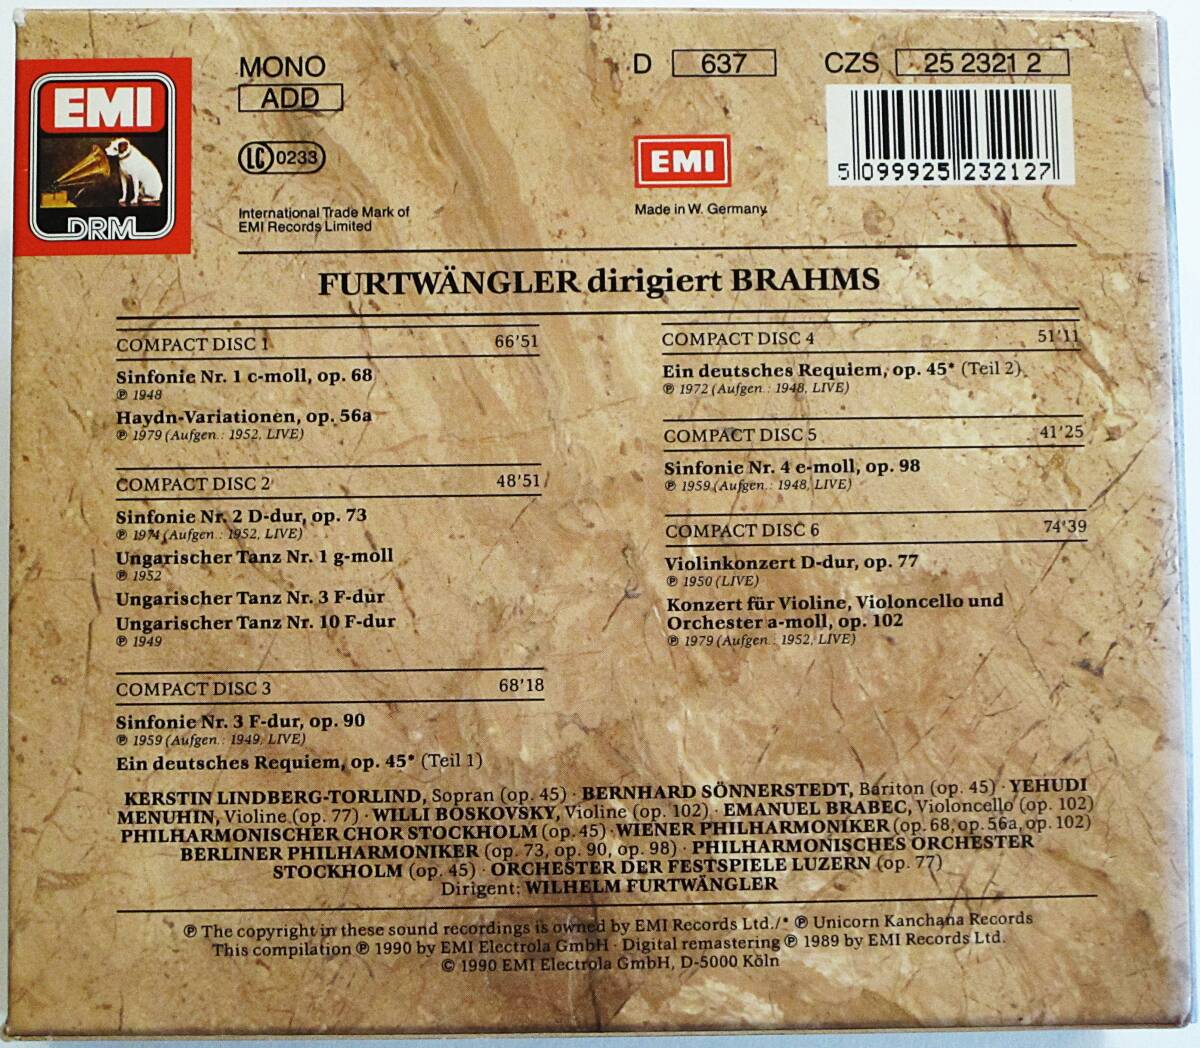 EMI
DRM
MONO
ADD
LC 0233
International Trade Mark of
EMI Records Limited
D 637
EMI
Made in W. Germany
CZS 25 2321 2
5 099925 232127
FURTWÄNGLER dirigiert BRAHMS
COMPACT DISC 1 66'51
Sinfonie Nr. 1 c-moll, op. 68
℗ 1948
Haydn-Variationen, op. 56a
℗ 1979 (Aufgen.: 1952, LIVE)
COMPACT DISC 2 48'51
Sinfonie Nr. 2 D-dur, op. 73
℗ 1974 (Aufgen.: 1952, LIVE)
Ungarischer Tanz Nr. 1 g-moll
℗ 1952
Ungarischer Tanz Nr. 3 F-dur
Ungarischer Tanz Nr. 10 F-dur
℗ 1949
COMPACT DISC 3 68'18
Sinfonie Nr. 3 F-dur, op. 90
℗ 1959 (Aufgen.: 1949, LIVE)
Ein deutsches Requiem, op. 45* (Teil 1)
COMPACT DISC 4 51'11
Ein deutsches Requiem, op. 45* (Teil 2)
℗ 1972 (Aufgen.: 1948, LIVE)
COMPACT DISC 5 41'25
Sinfonie Nr. 4 e-moll, op. 98
℗ 1959 (Aufgen.: 1948, LIVE)
COMPACT DISC 6 74'39
Violinkonzert D-dur, op. 77
℗ 1950 (LIVE)
Konzert für Violine, Violoncello und
Orchester a-moll, op. 102
℗ 1979 (Aufgen.: 1952, LIVE)
KERSTIN LINDBERG-TORLIND, Sopran (op. 45) · BERNHARD SÖNNERSTEDT, Bariton (op. 45) · YEHUDI
MENUHIN, Violine (op. 77) · WILLI BOSKOVSKY, Violine (op. 102) · EMANUEL BRABEC, Violoncello (op. 102)
PHILHARMONISCHER CHOR STOCKHOLM (op. 45) · WIENER PHILHARMONIKER (op. 68, op. 56a, op. 102)
BERLINER PHILHARMONIKER (op. 73, op. 90, op. 98) · PHILHARMONISCHES ORCHESTER
STOCKHOLM (op. 45) · ORCHESTER DER FESTSPIELE LUZERN (op. 77)
Dirigent: WILHELM FURTWÄNGLER
℗ The copyright in these sound recordings is owned by EMI Records Ltd./* ℗ Unicorn Kanchana Records
This compilation ℗ 1990 by EMI Electrola GmbH · Digital remastering ℗ 1989 by EMI Records Ltd.
© 1990 EMI Electrola GmbH, D-5000 Köln